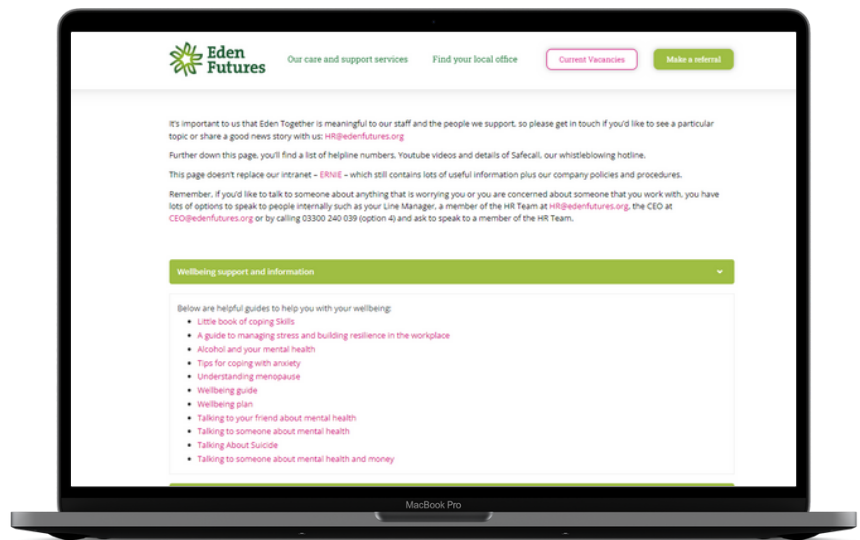 Eden
Futures
Our care and support services
Find your local office
Current Vacancies
Make a referral
It's important to us that Eden Together is meaningful to our staff and the people we support, so please get in touch if you'd like to see a particular
topic or share a good news story with us: HR@edenfutures.org
Further down this page, you'll find a list of helpline numbers, Youtube videos and details of Safecall, our whistleblowing hotline.
This page doesn't replace our intranet – ERNIE – which still contains lots of useful information plus our company policies and procedures.
Remember, if you'd like to talk to someone about anything that is worrying you or you are concerned about someone that you work with, you have
lots of options to speak to people internally such as your Line Manager, a member of the HR Team at HR@edenfutures.org, the CEO at
CEO@edenfutures.org or by calling 03300 240 039 (option 4) and ask to speak to a member of the HR Team.
Wellbeing support and information
Below are helpful guides to help you with your wellbeing:
• Little book of coping Skills
• A guide to managing stress and building resilience in the workplace
• Alcohol and your mental health
• Tips for coping with anxiety
• Understanding menopause
• Wellbeing guide
• Wellbeing plan
• Talking to your friend about mental health
• Talking to someone about mental health
• Talking About Suicide
• Talking to someone about mental health and money
MacBook Pro